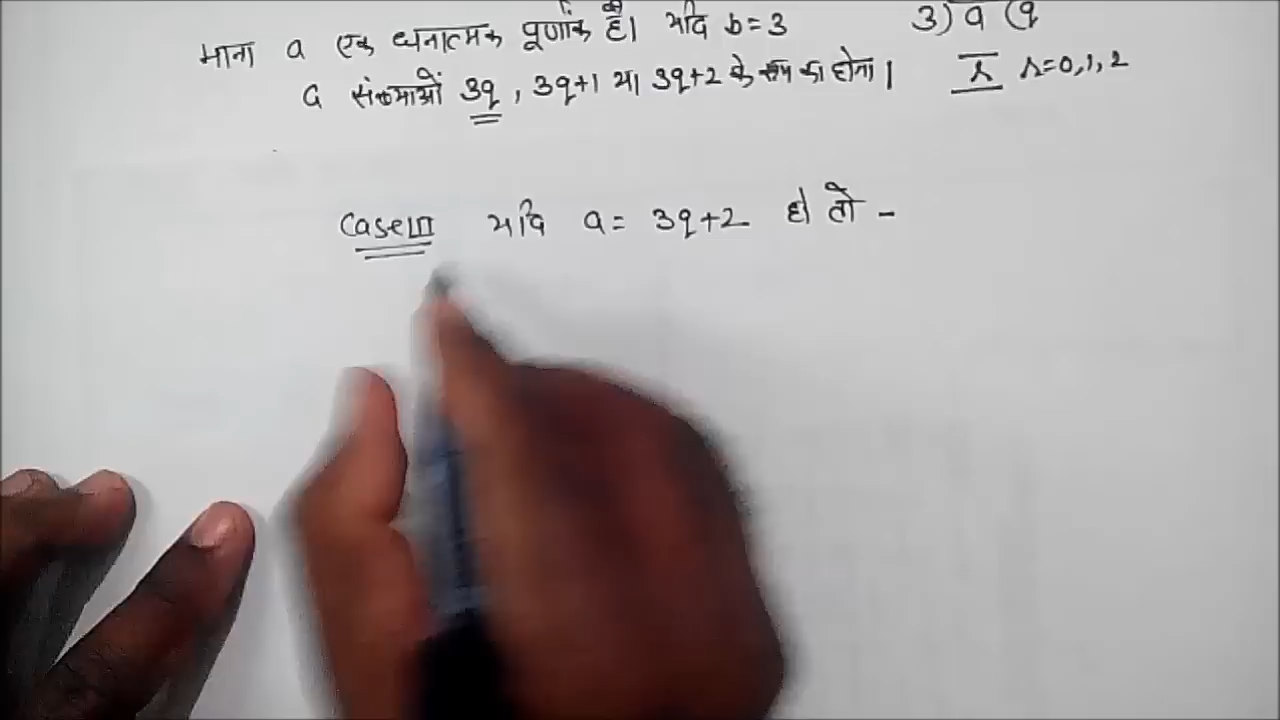 माना a एक धनात्मक पूर्णांक है। यदि b=3
3) a (q
a संख्याओं 3q, 3q+1 या 3q+2 के रूप का होगा।
r r=0,1,2
Case III यदि a= 3q+2 हो तो -